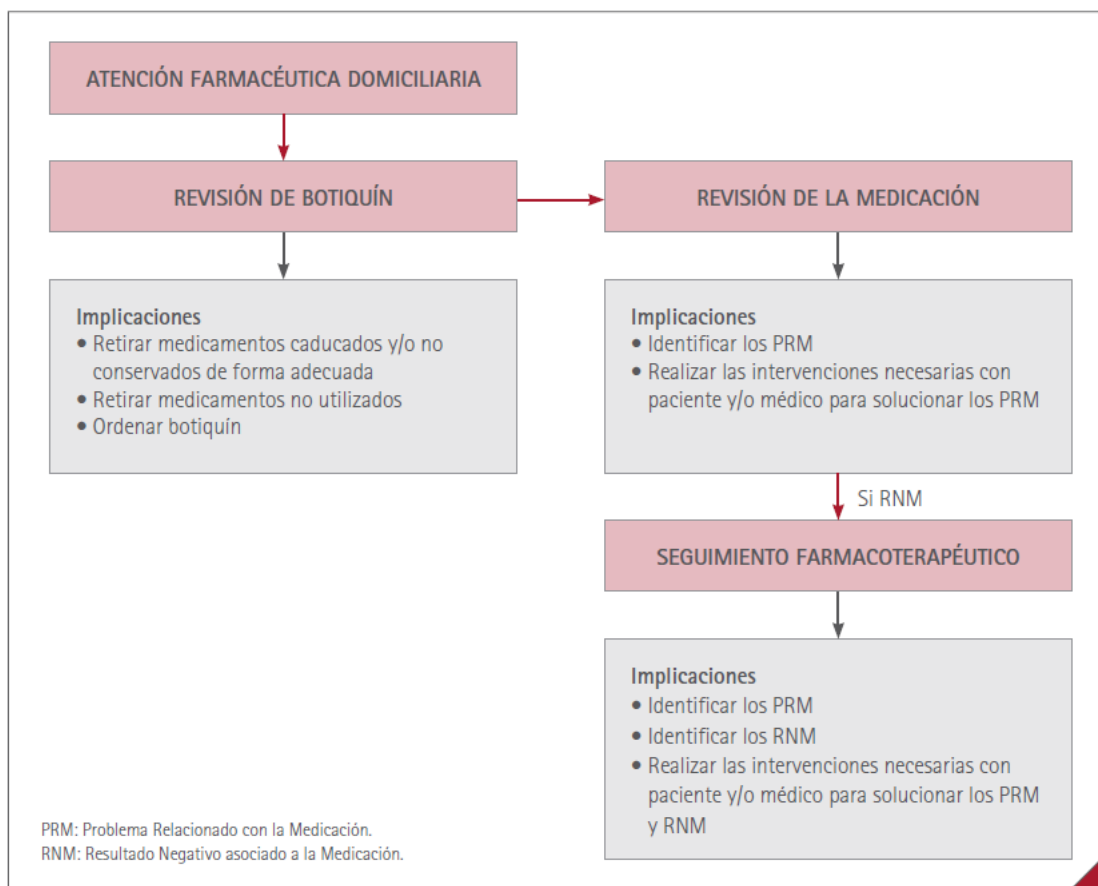 ATENCIÓN FARMACÉUTICA DOMICILIARIA
REVISIÓN DE BOTIQUÍN
Implicaciones
• Retirar medicamentos caducados y/o no
conservados de forma adecuada
• Retirar medicamentos no utilizados
• Ordenar botiquín
REVISIÓN DE LA MEDICACIÓN
Implicaciones
• Identificar los PRM
• Realizar las intervenciones necesarias con
paciente y/o médico para solucionar los PRM
Si RNM
SEGUIMIENTO FARMACOTERAPÉUTICO
Implicaciones
• Identificar los PRM
• Identificar los RNM
• Realizar las intervenciones necesarias con
paciente y/o médico para solucionar los PRM
y RNM
PRM: Problema Relacionado con la Medicación.
RNM: Resultado Negativo asociado a la Medicación.